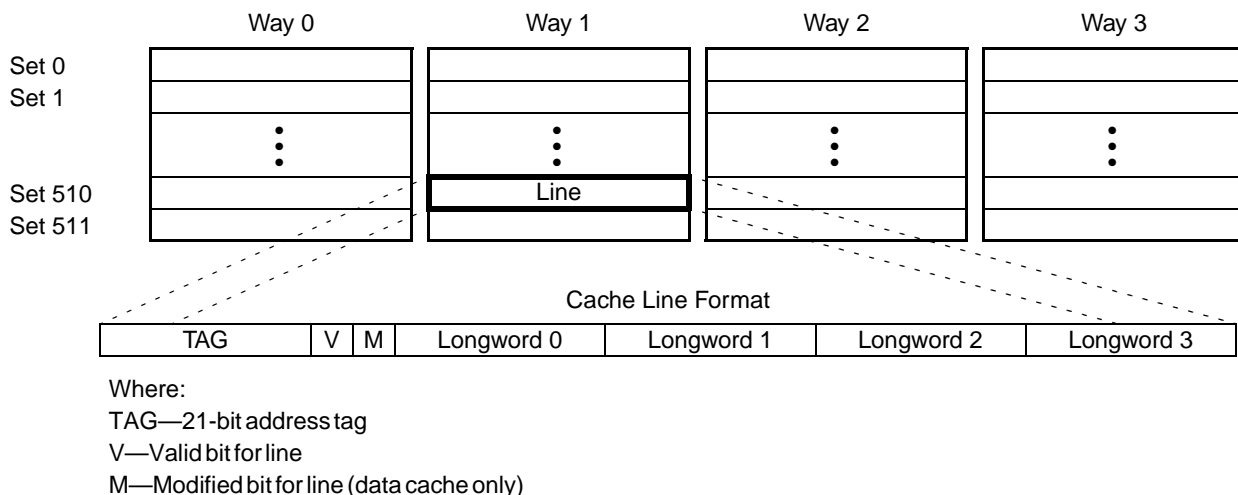 Way 0 Way 1 Way 2 Way 3
Set 0
Set 1
Set 510 Line
Set 511
Cache Line Format
TAG V M Longword 0 Longword 1 Longword 2 Longword 3
Where:
TAG—21-bit address tag
V—Valid bit for line
M—Modified bit for line (data cache only)